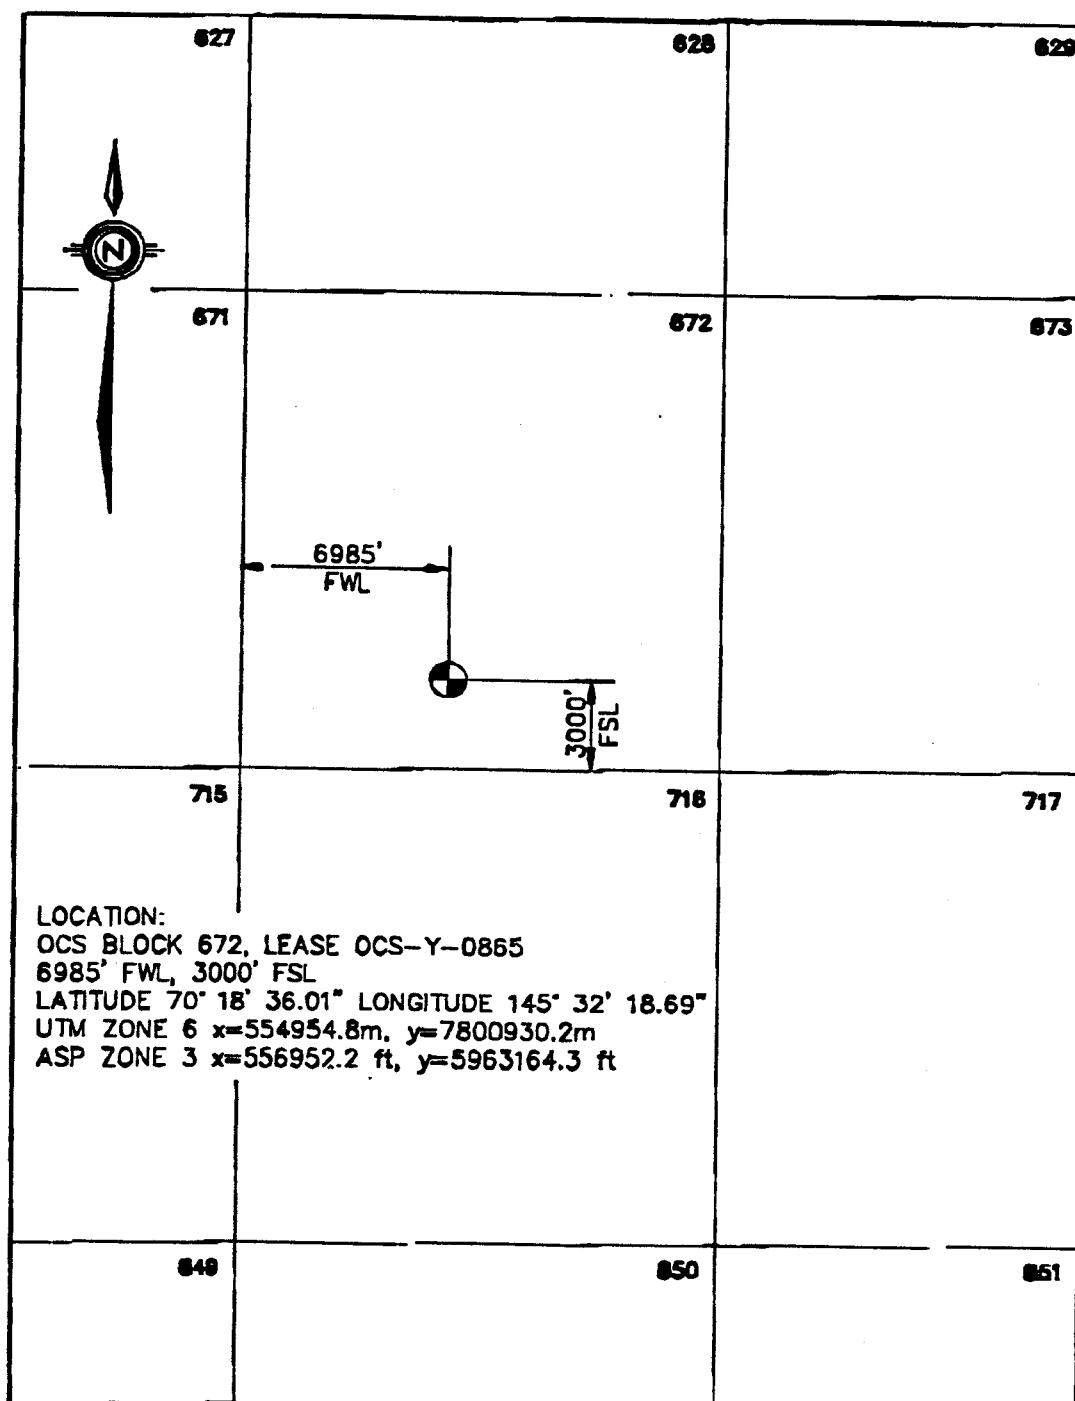 627
628
629
N
671
672
673
6985'
FWL
3000'
FSL
715
716
717
LOCATION:
OCS BLOCK 672, LEASE OCS-Y-0865
6985' FWL, 3000' FSL
LATITUDE 70° 18' 36.01" LONGITUDE 145° 32' 18.69"
UTM ZONE 6 x=554954.8m, y=7800930.2m
ASP ZONE 3 x=556952.2 ft, y=5963164.3 ft
849
850
851